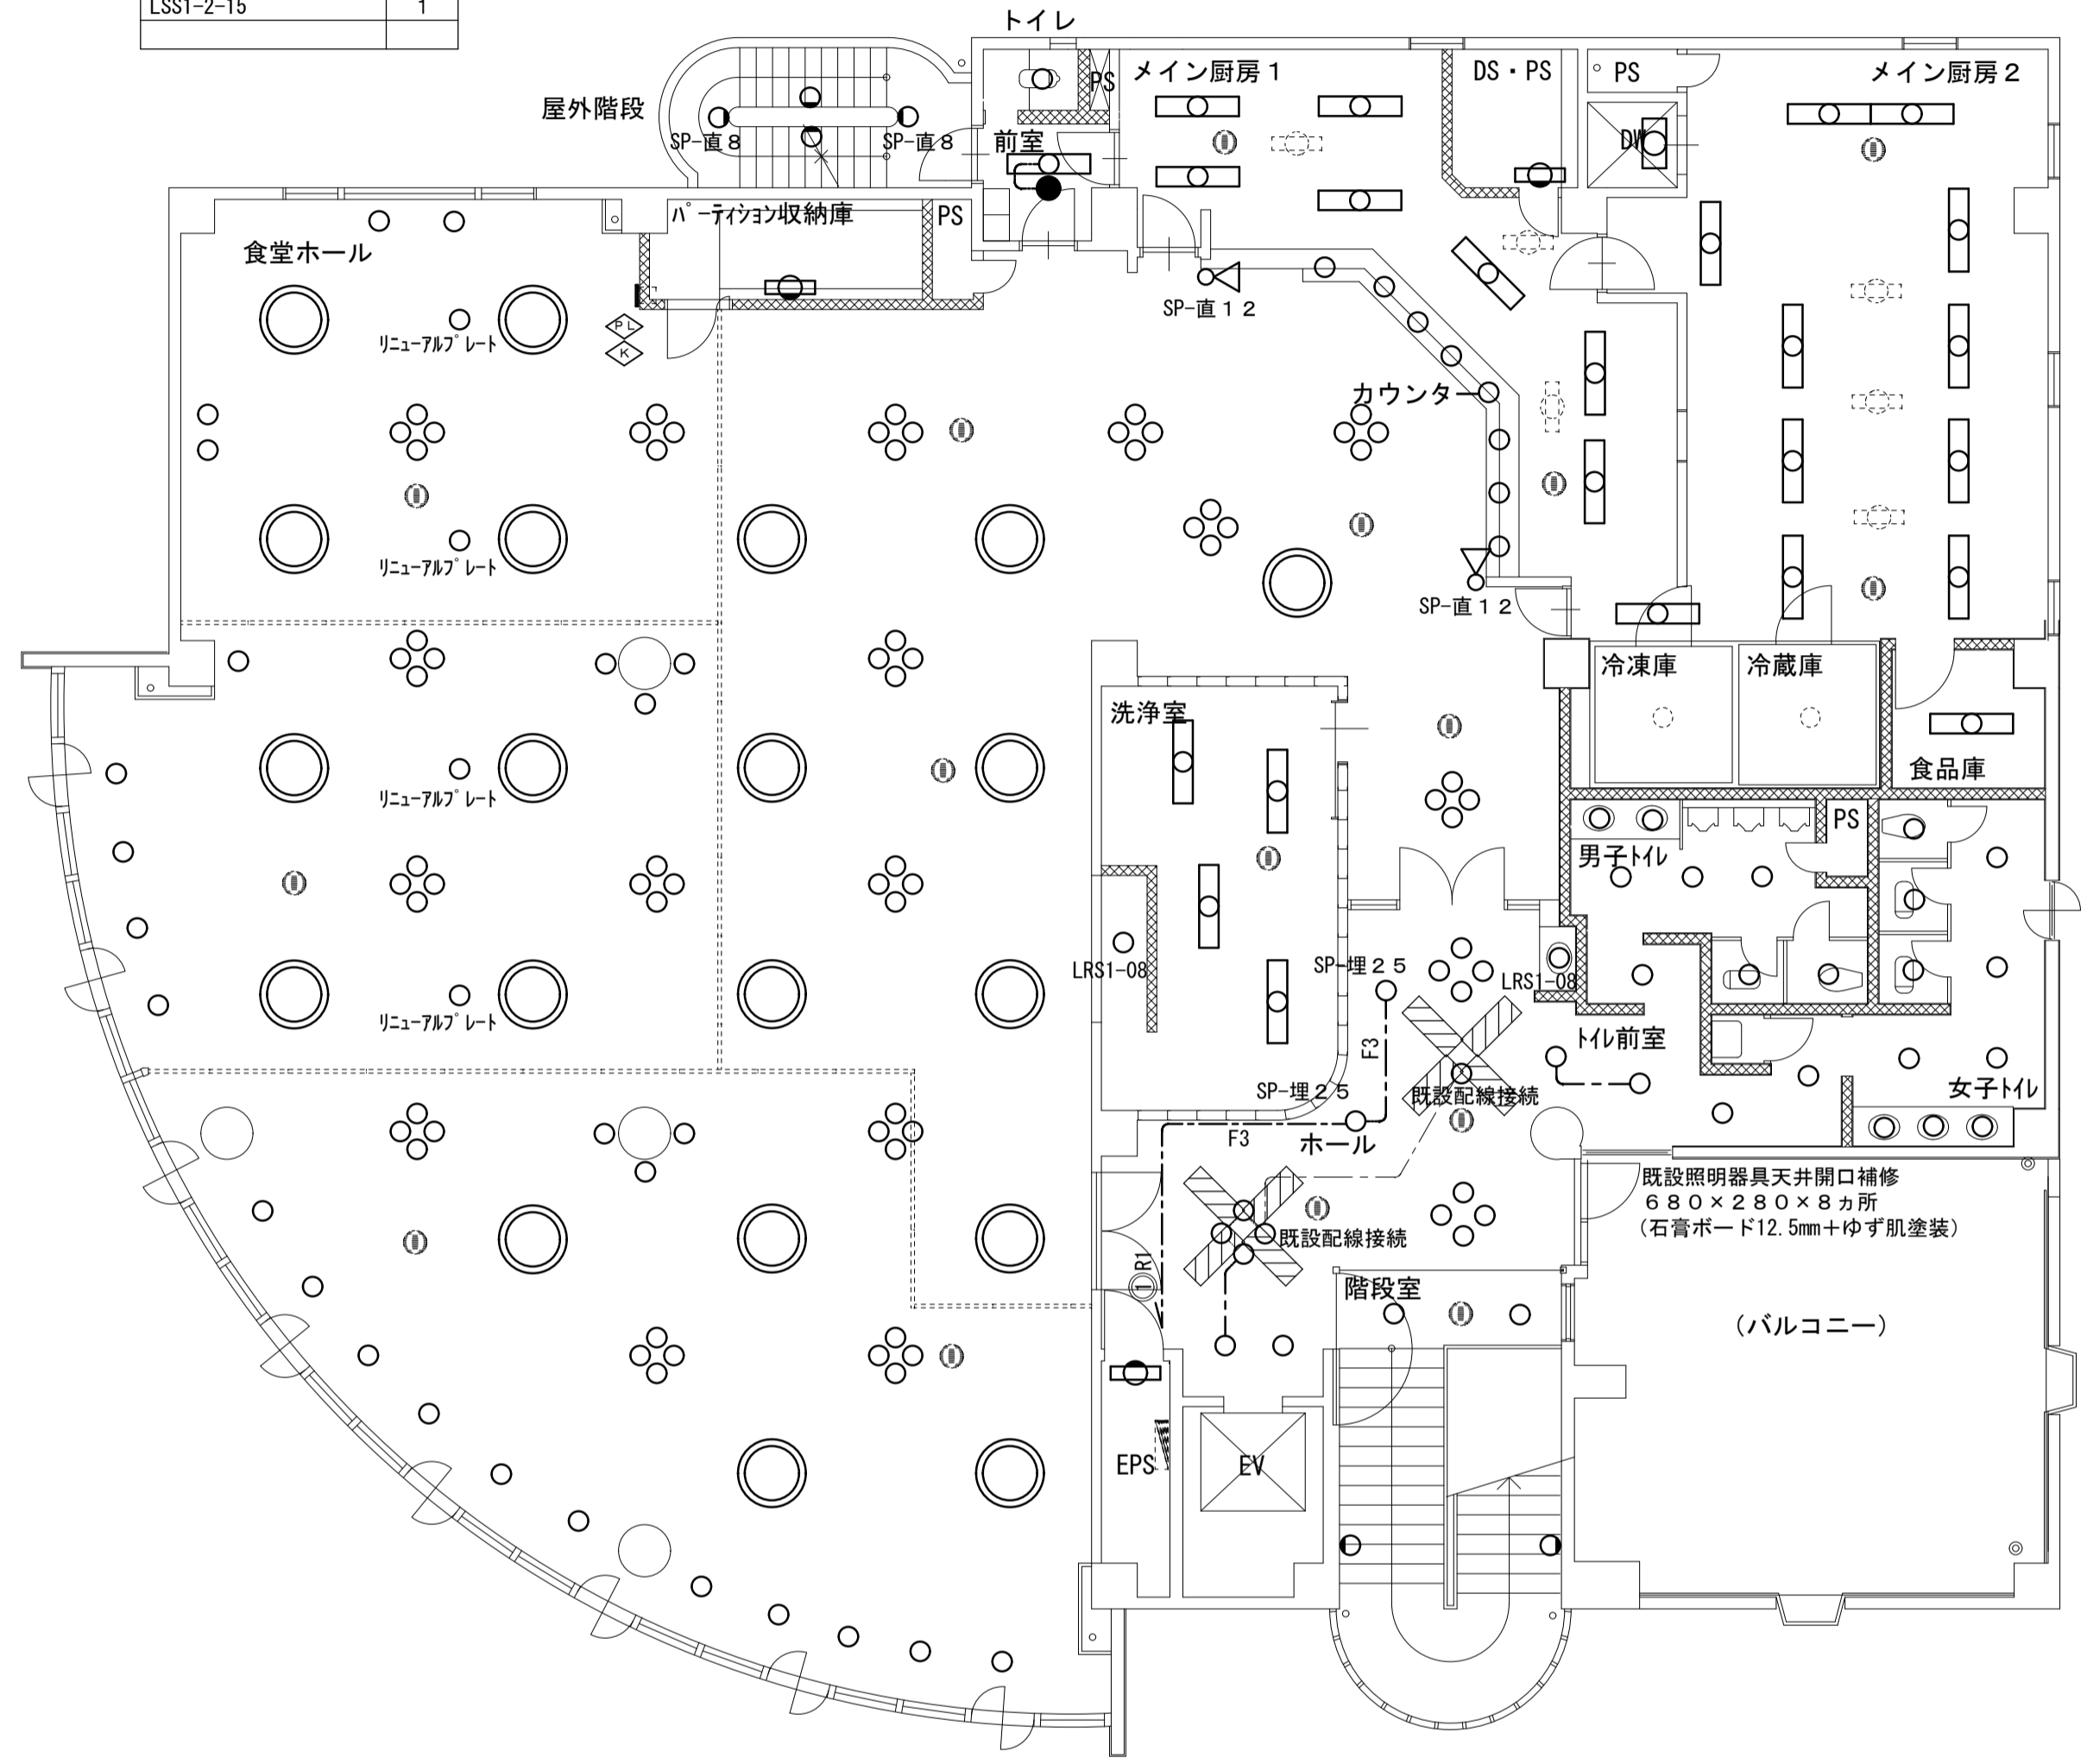 LSS1-2-15 1
トイレ
屋外階段
SP-直８
SP-直８
前室
PS
メイン厨房１
DS・PS
PS
メイン厨房２
DW
食堂ホール
パーティション収納庫
PS
SP-直１２
PL
K
リニューアルプレート
カウンター
リニューアルプレート
SP-直１２
冷凍庫
冷蔵庫
洗浄室
食品庫
リニューアルプレート
PS
男子トイレ
LRS1-08
SP-埋２５
LRS1-08
リニューアルプレート
F3
トイレ前室
SP-埋２５
既設配線接続
女子トイレ
F3
ホール
既設照明器具天井開口補修
６８０×２８０×８ヵ所
(石膏ボード12.5mm+ゆず肌塗装)
既設配線接続
R1
1
階段室
(バルコニー)
EPS
EV